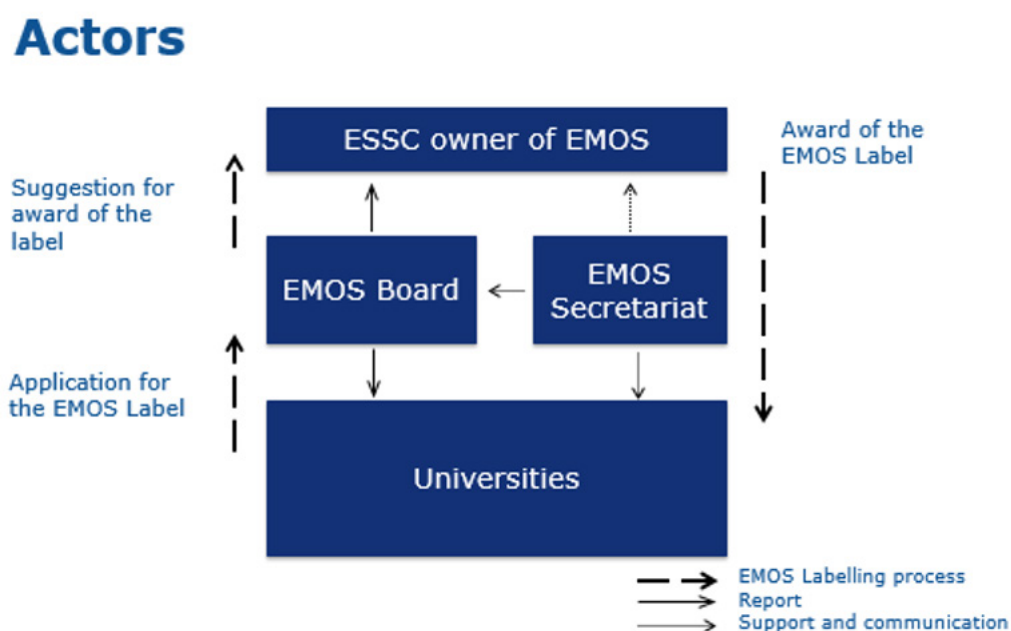 Actors
ESSC owner of EMOS
Award of the
EMOS Label
Suggestion for
award of the
label
EMOS Board
EMOS
Secretariat
Application for
the EMOS Label
Universities
EMOS Labelling process
Report
Support and communication